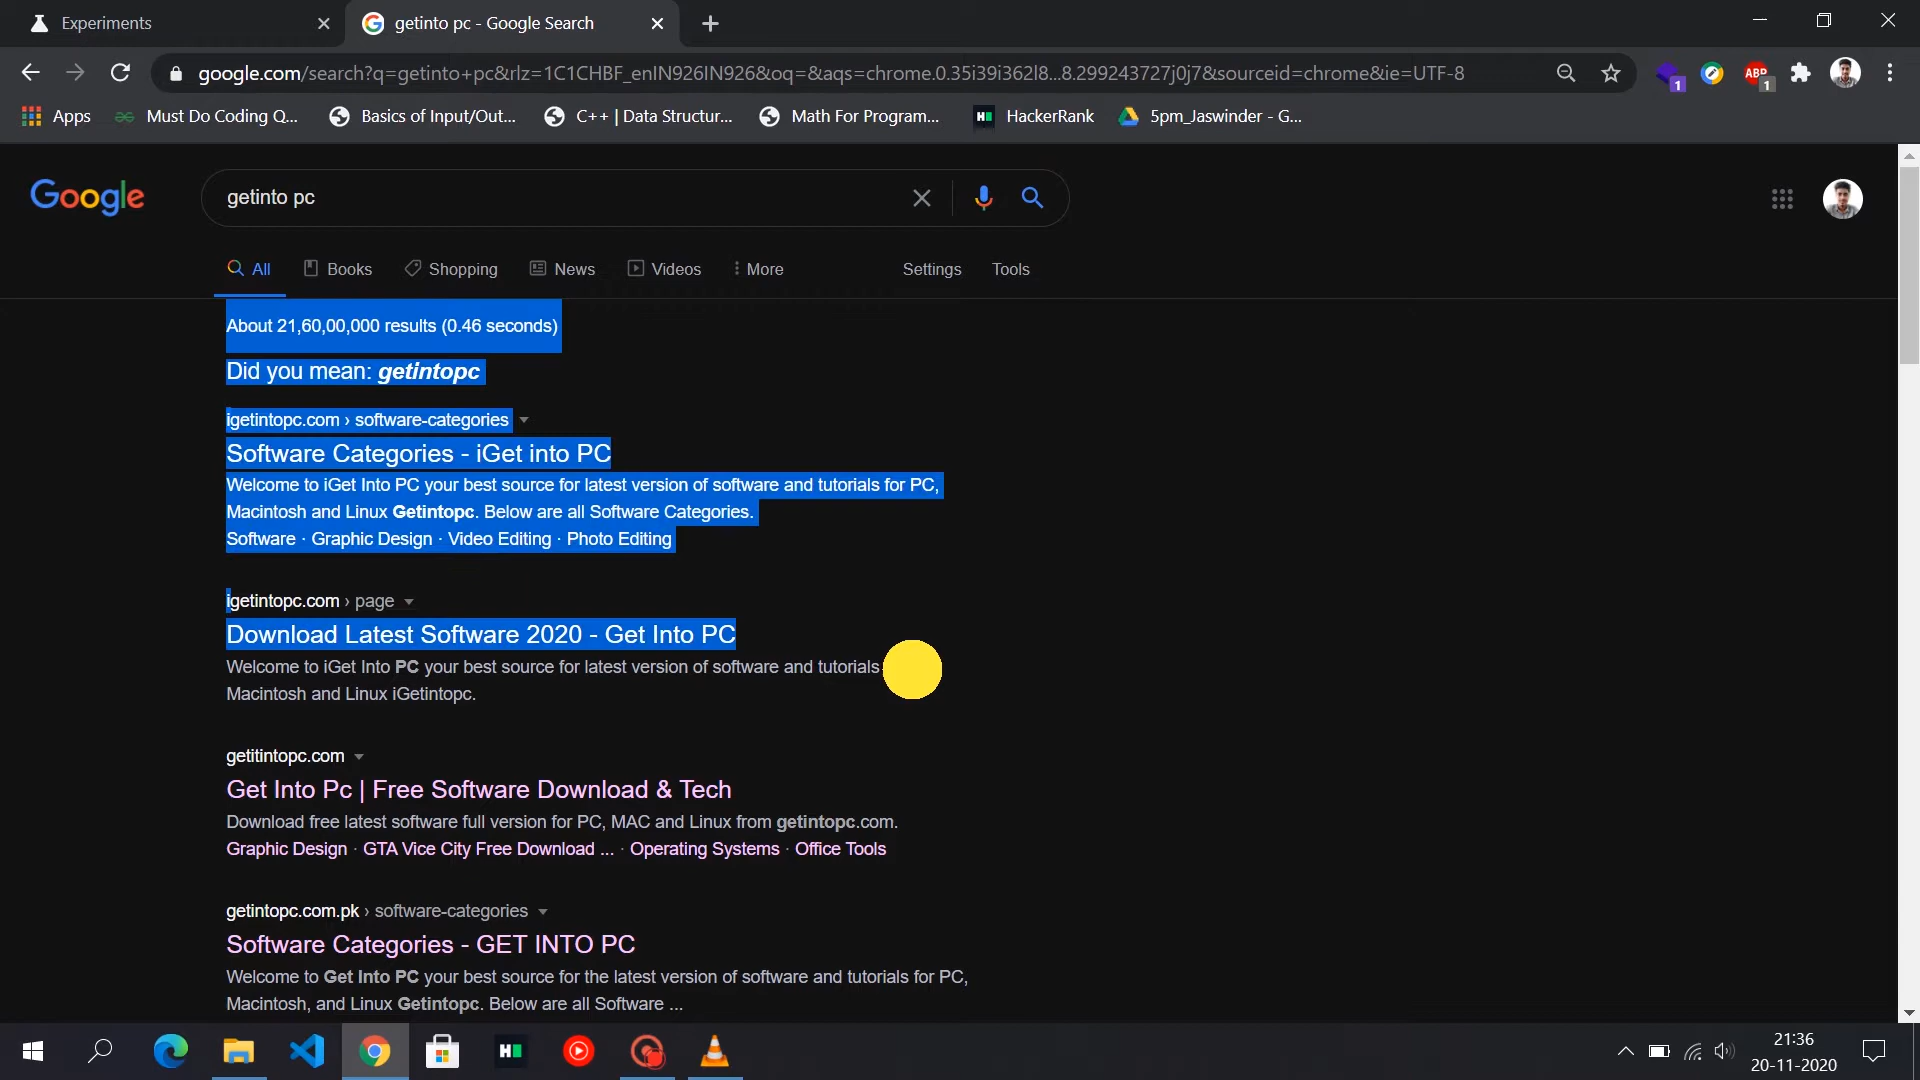 Experiments
getinto pc - Google Search
google.com/search?q=getinto+pc&rlz=1C1CHBF_enIN926IN926&oq=&aqs=chrome.0.35i39i362l8...8.299243727j0j7&sourceid=chrome&ie=UTF-8
1
ABP
1
Apps
Must Do Coding Q...
Basics of Input/Out...
C++ | Data Structur...
Math For Program...
HackerRank
5pm_Jaswinder - G...
Google
getinto pc
All
Books
Shopping
News
Videos
More
Settings
Tools
About 21,60,00,000 results (0.46 seconds)
Did you mean: getintopc
igetintopc.com › software-categories
Software Categories - iGet into PC
Welcome to iGet Into PC your best source for latest version of software and tutorials for PC,
Macintosh and Linux Getintopc. Below are all Software Categories.
Software · Graphic Design · Video Editing · Photo Editing
igetintopc.com › page
Download Latest Software 2020 - Get Into PC
Welcome to iGet Into PC your best source for latest version of software and tutorials
Macintosh and Linux iGetintopc.
getitintopc.com
Get Into Pc | Free Software Download & Tech
Download free latest software full version for PC, MAC and Linux from getintopc.com.
Graphic Design · GTA Vice City Free Download ... · Operating Systems · Office Tools
getintopc.com.pk › software-categories
Software Categories - GET INTO PC
Welcome to Get Into PC your best source for the latest version of software and tutorials for PC,
Macintosh, and Linux Getintopc. Below are all Software ...
21:36
20-11-2020